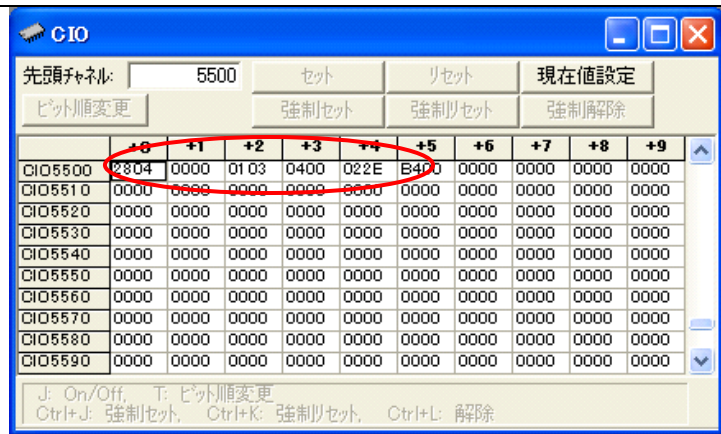 CIO
先頭ﾁｬﾈﾙ: 5500 セット リセット 現在値設定
ﾋﾞｯﾄ順変更 強制ｾｯﾄ 強制ﾘｾｯﾄ 強制解除
+0 +1 +2 +3 +4 +5 +6 +7 +8 +9
CIO5500 2804 0000 0103 0400 022E B400 0000 0000 0000 0000
CIO5510 0000 0000 0000 0000 0000 0000 0000 0000 0000 0000
CIO5520 0000 0000 0000 0000 0000 0000 0000 0000 0000 0000
CIO5530 0000 0000 0000 0000 0000 0000 0000 0000 0000 0000
CIO5540 0000 0000 0000 0000 0000 0000 0000 0000 0000 0000
CIO5550 0000 0000 0000 0000 0000 0000 0000 0000 0000 0000
CIO5560 0000 0000 0000 0000 0000 0000 0000 0000 0000 0000
CIO5570 0000 0000 0000 0000 0000 0000 0000 0000 0000 0000
CIO5580 0000 0000 0000 0000 0000 0000 0000 0000 0000 0000
CIO5590 0000 0000 0000 0000 0000 0000 0000 0000 0000 0000
J: On/Off, T: ﾋﾞｯﾄ順変更
Ctrl+J: 強制ｾｯﾄ, Ctrl+K: 強制ﾘｾｯﾄ, Ctrl+L: 解除